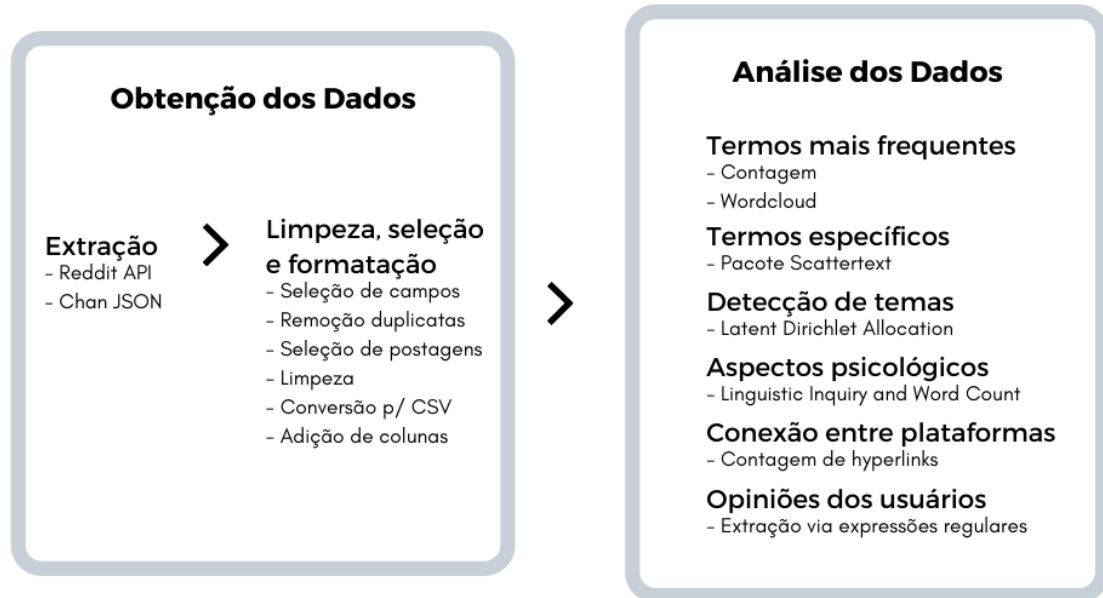 Obtenção dos Dados
Extração
- Reddit API
- Chan JSON
Limpeza, seleção
e formatação
- Seleção de campos
- Remoção duplicatas
- Seleção de postagens
- Limpeza
- Conversão p/ CSV
- Adição de colunas
Análise dos Dados
Termos mais frequentes
- Contagem
- Wordcloud
Termos específicos
- Pacote Scattertext
Detecção de temas
- Latent Dirichlet Allocation
Aspectos psicológicos
- Linguistic Inquiry and Word Count
Conexão entre plataformas
- Contagem de hyperlinks
Opiniões dos usuários
- Extração via expressões regulares